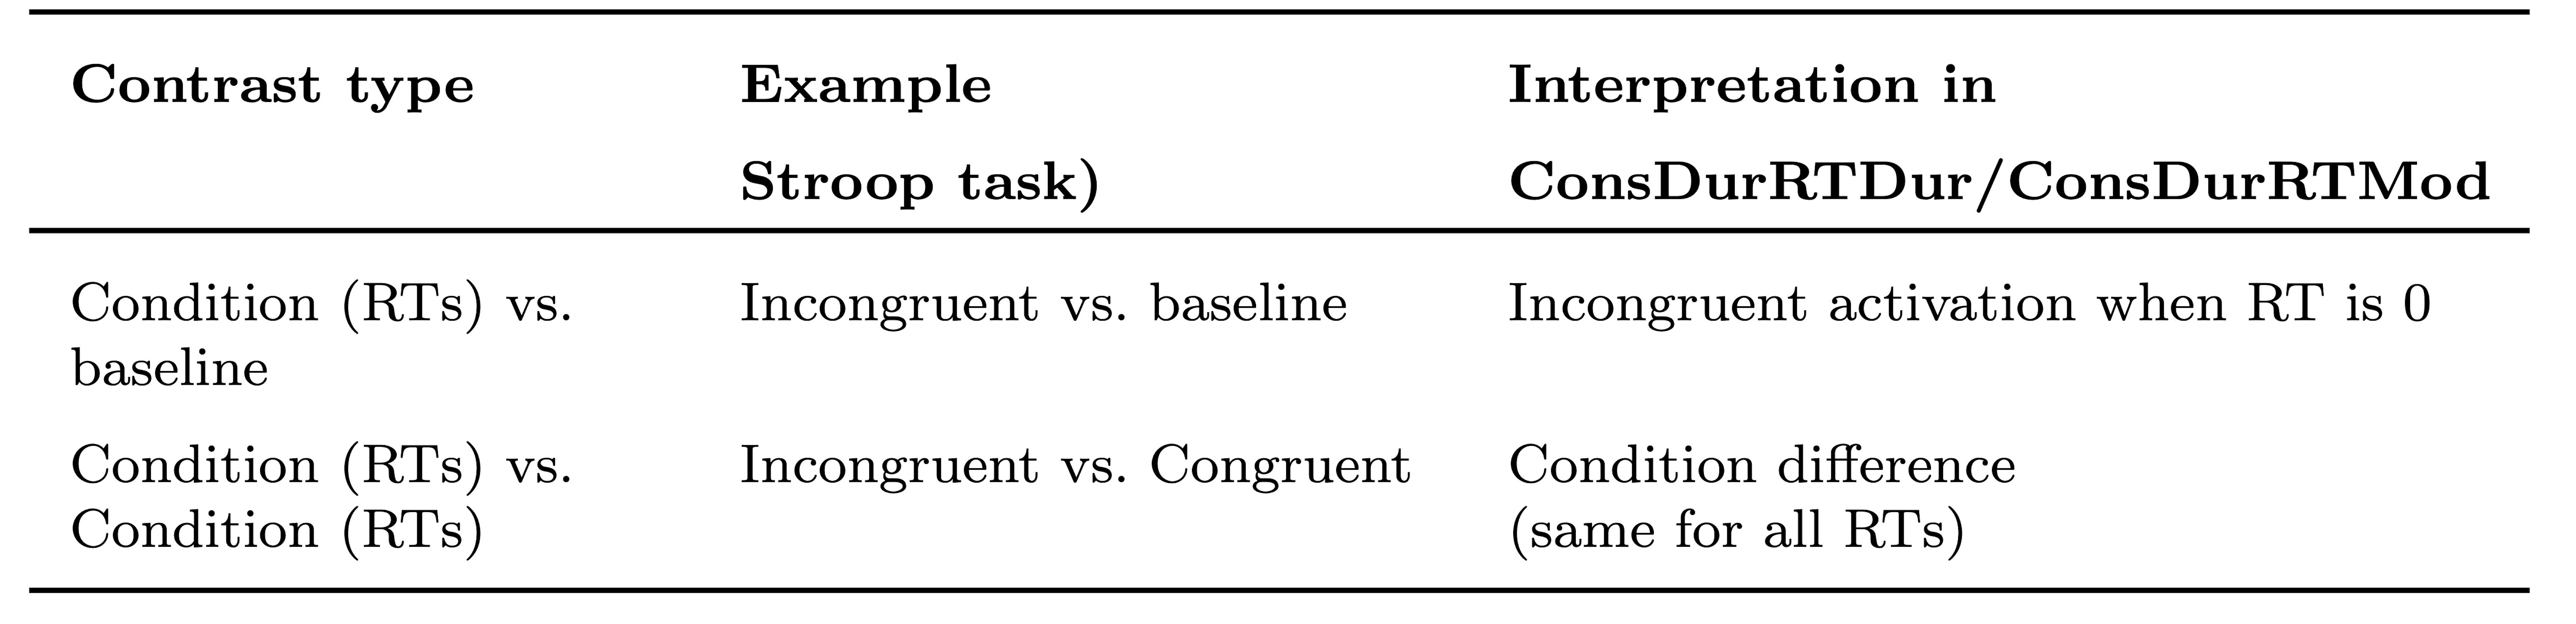 Contrast type Example Interpretation in
Stroop task) ConsDurRTDur/ConsDurRTMod
Condition (RTs) vs. Incongruent vs. baseline Incongruent activation when RT is 0
baseline
Condition (RTs) vs. Incongruent vs. Congruent Condition difference
Condition (RTs) (same for all RTs)